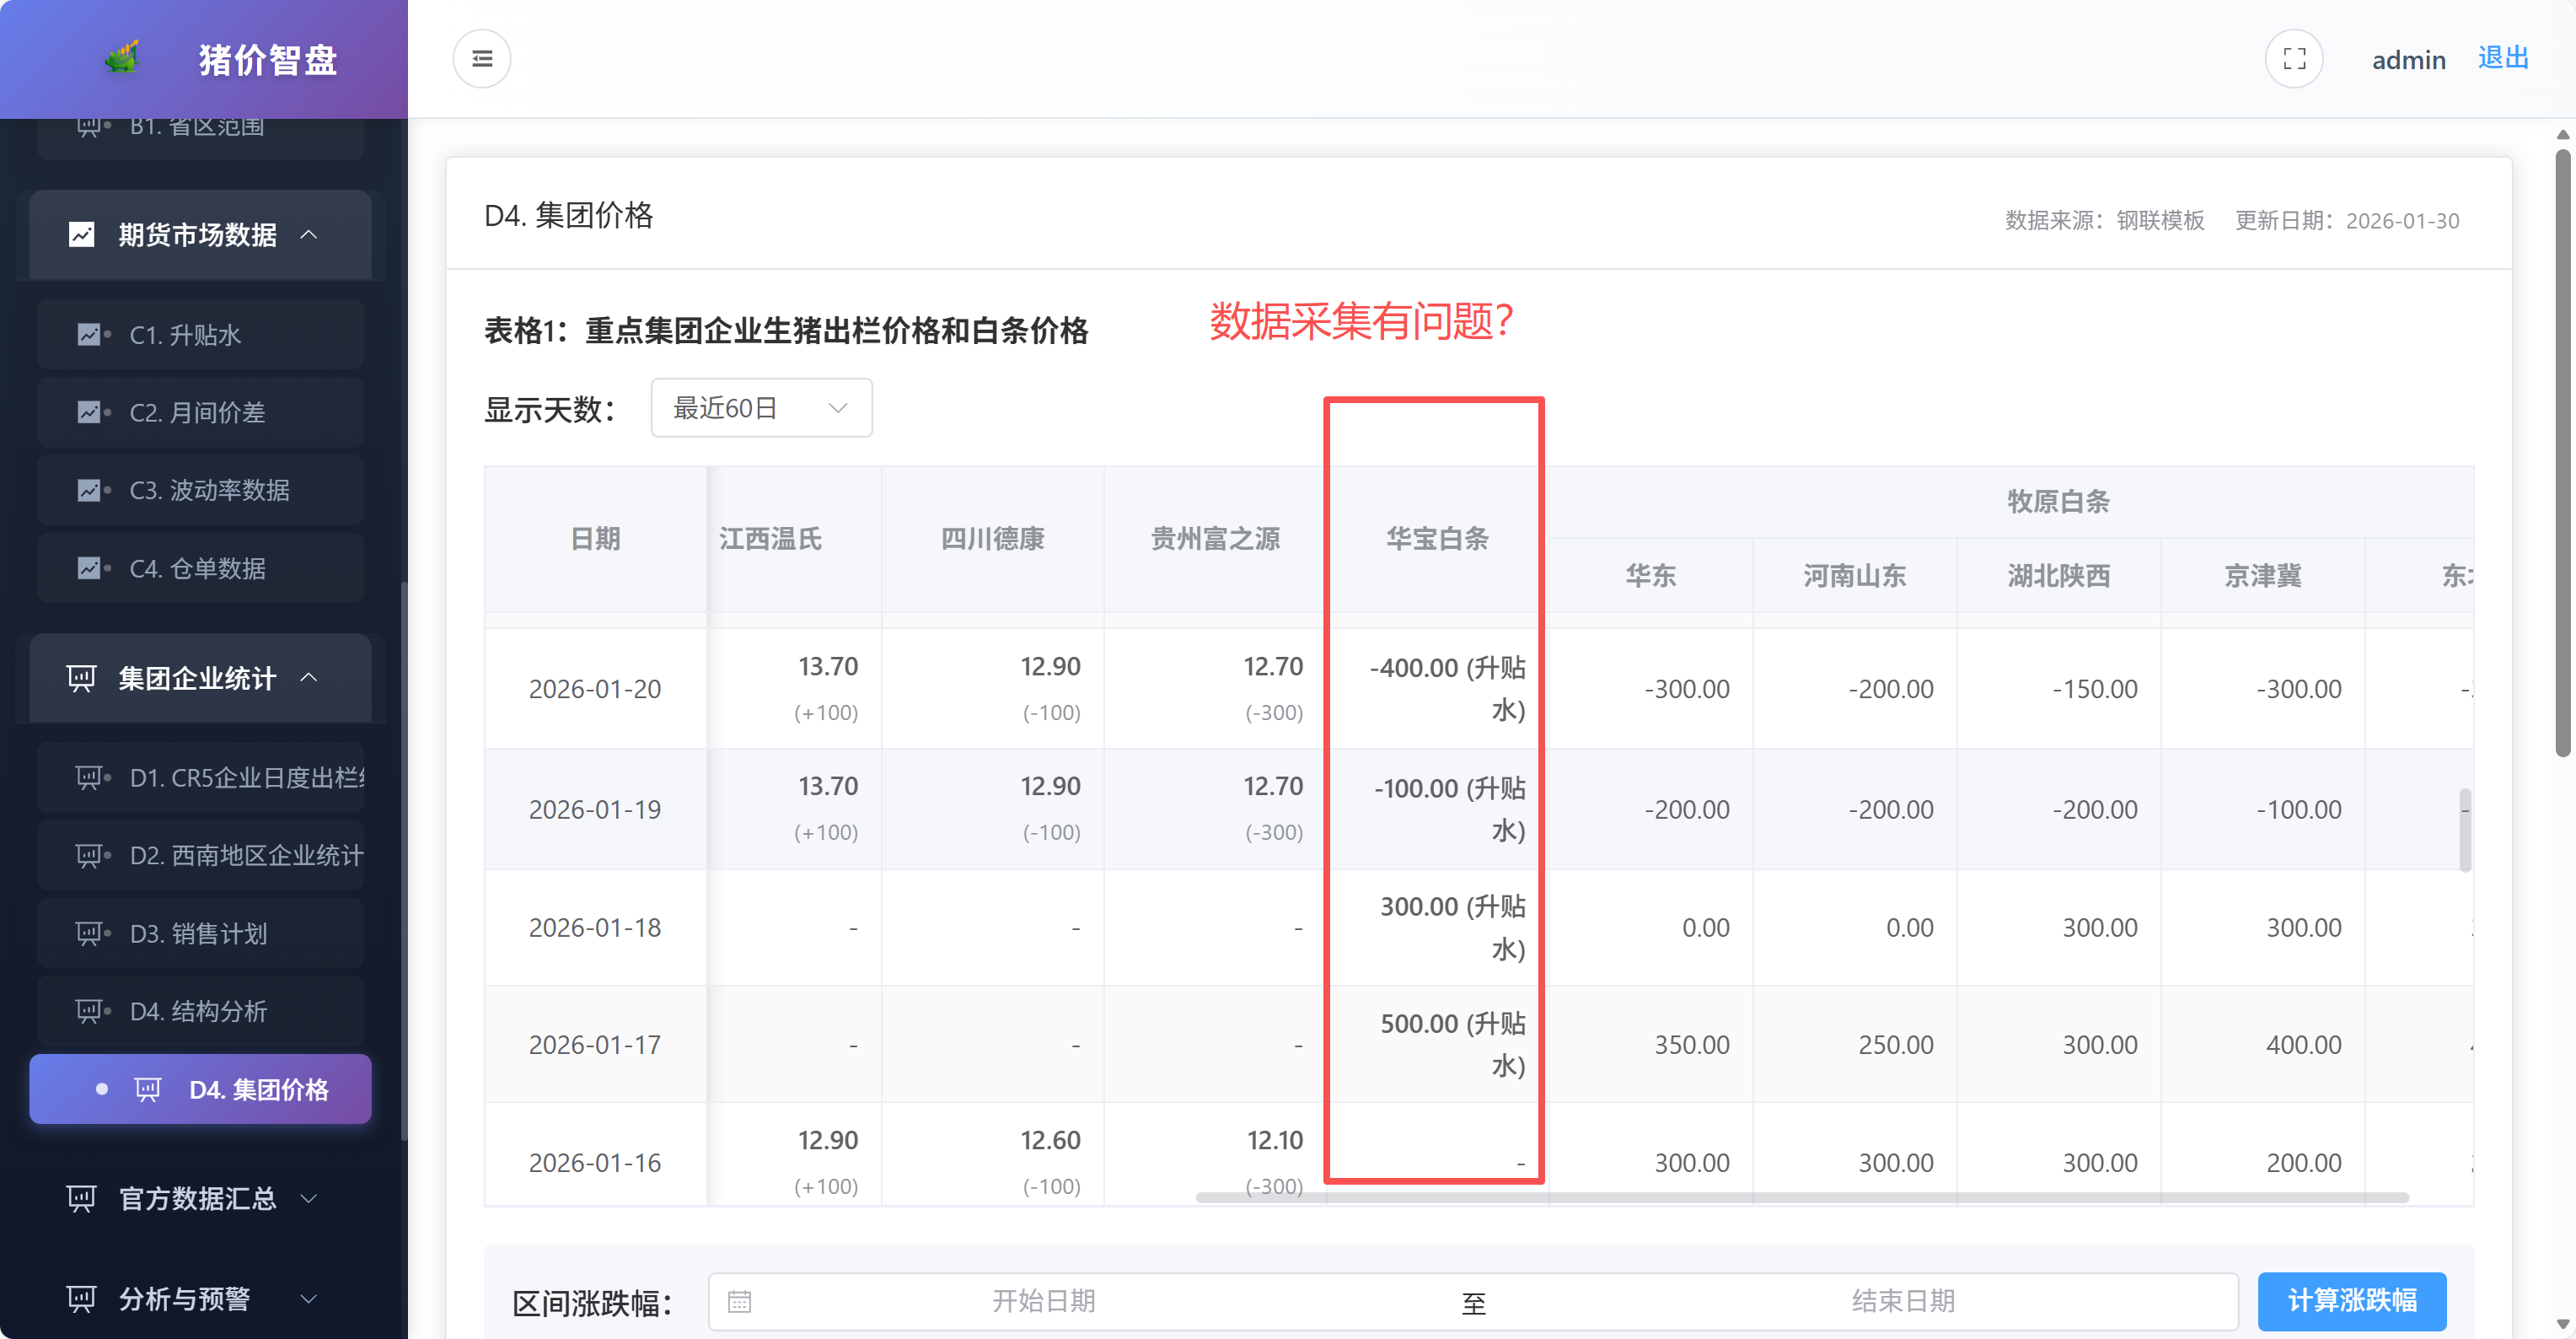 猪价智盘
admin
退出
B1. 省区范围
期货市场数据
C1. 升贴水
C2. 月间价差
C3. 波动率数据
C4. 仓单数据
集团企业统计
D1. CR5企业日度出栏
D2. 西南地区企业统计
D3. 销售计划
D4. 结构分析
D4. 集团价格
官方数据汇总
分析与预警
D4. 集团价格
数据来源：钢联模板 更新日期：2026-01-30
表格1：重点集团企业生猪出栏价格和白条价格
数据采集有问题？
显示天数：
最近60日
日期 江西温氏 四川德康 贵州富之源 华宝白条 牧原白条
华东 河南山东 湖北陕西 京津冀 东
2026-01-20 13.70 (+100) 12.90 (-100) 12.70 (-300) -400.00 (升贴水) -300.00 -200.00 -150.00 -300.00
2026-01-19 13.70 (+100) 12.90 (-100) 12.70 (-300) -100.00 (升贴水) -200.00 -200.00 -200.00 -100.00
2026-01-18 - - - 300.00 (升贴水) 0.00 0.00 300.00 300.00
2026-01-17 - - - 500.00 (升贴水) 350.00 250.00 300.00 400.00
2026-01-16 12.90 (+100) 12.60 (-100) 12.10 (-300) - 300.00 300.00 300.00 200.00
区间涨跌幅：
开始日期 至 结束日期
计算涨跌幅